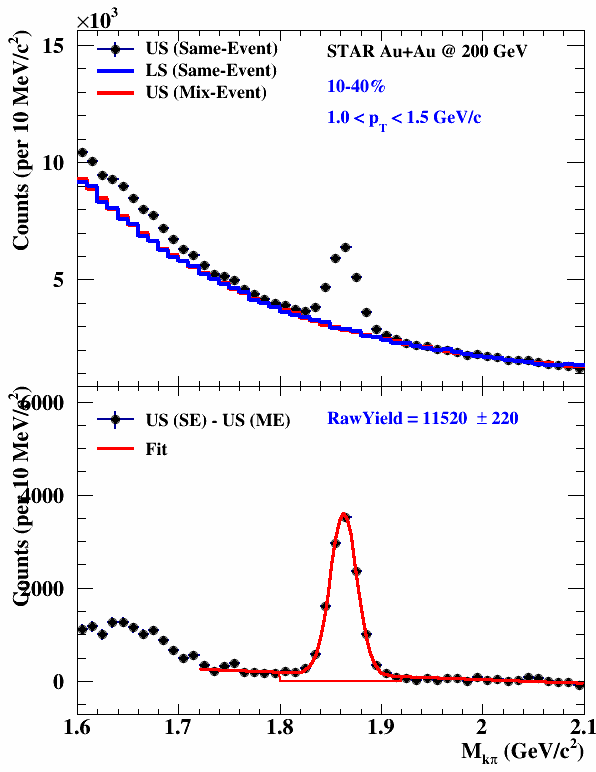 ×10³
15
10
5
Counts (per 10 MeV/c²)
US (Same-Event)
LS (Same-Event)
US (Mix-Event)
STAR Au+Au @ 200 GeV
10-40%
1.0 < p_T < 1.5 GeV/c
6000
4000
2000
0
Counts (per 10 MeV/c²)
US (SE) - US (ME)
Fit
RawYield = 11520 ± 220
1.6 1.7 1.8 1.9 2 2.1
M_kπ (GeV/c²)